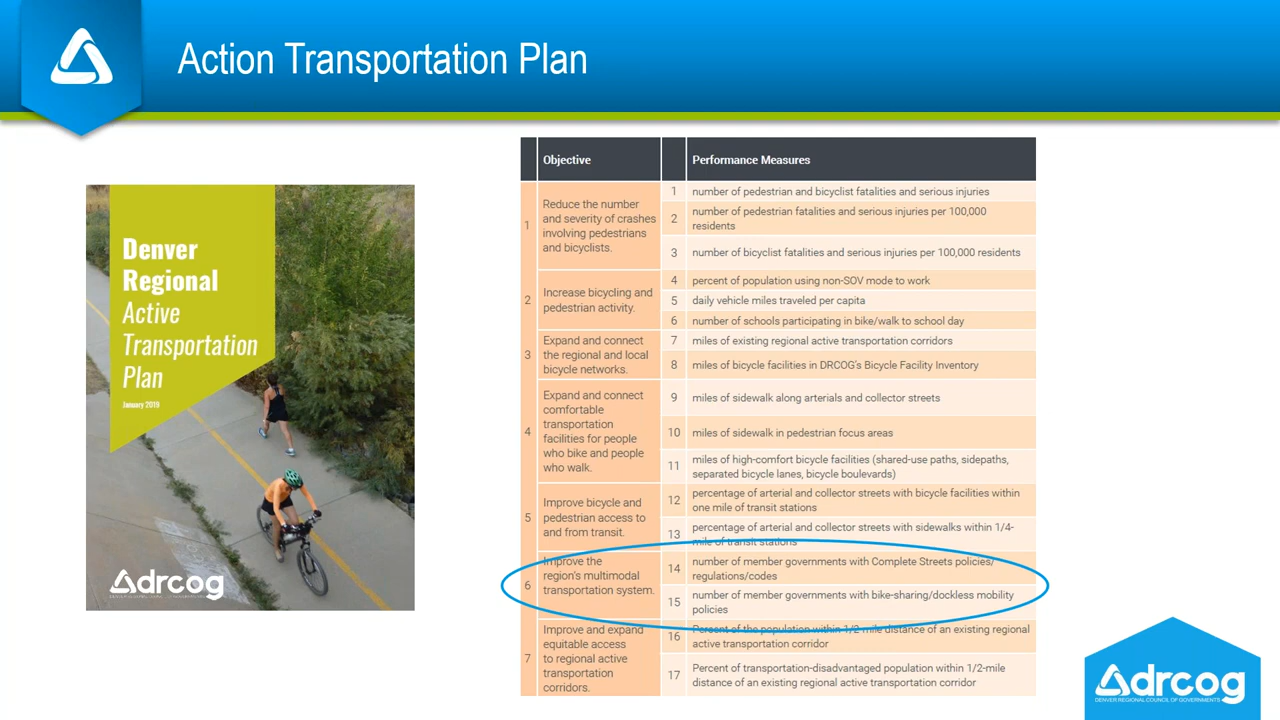 Action Transportation Plan
Denver
Regional
Active
Transportation
Plan
January 2019
drcog
Objective
Performance Measures
1
Reduce the number
and severity of crashes
involving pedestrians
and bicyclists.
1
number of pedestrian and bicyclist fatalities and serious injuries
2
number of pedestrian fatalities and serious injuries per 100,000
residents
3
number of bicyclist fatalities and serious injuries per 100,000 residents
2
Increase bicycling and
pedestrian activity.
4
percent of population using non-SOV mode to work
5
daily vehicle miles traveled per capita
6
number of schools participating in bike/walk to school day
3
Expand and connect
the regional and local
bicycle networks.
7
miles of existing regional active transportation corridors
8
miles of bicycle facilities in DRCOG's Bicycle Facility Inventory
4
Expand and connect
comfortable
transportation
facilities for people
who bike and people
who walk.
9
miles of sidewalk along arterials and collector streets
10
miles of sidewalk in pedestrian focus areas
11
miles of high-comfort bicycle facilities (shared-use paths, sidepaths,
separated bicycle lanes, bicycle boulevards)
5
Improve bicycle and
pedestrian access to
and from transit.
12
percentage of arterial and collector streets with bicycle facilities within
one mile of transit stations
13
percentage of arterial and collector streets with sidewalks within 1/4-
mile of transit stations
6
Improve the
region's multimodal
transportation system.
14
number of member governments with Complete Streets policies/
regulations/codes
15
number of member governments with bike-sharing/dockless mobility
policies
7
Improve and expand
equitable access
to regional active
transportation
corridors.
16
Percent of the population within 1/2 mile distance of an existing regional
active transportation corridor
17
Percent of transportation-disadvantaged population within 1/2-mile
distance of an existing regional active transportation corridor
drcog
DENVER REGIONAL COUNCIL OF GOVERNMENTS